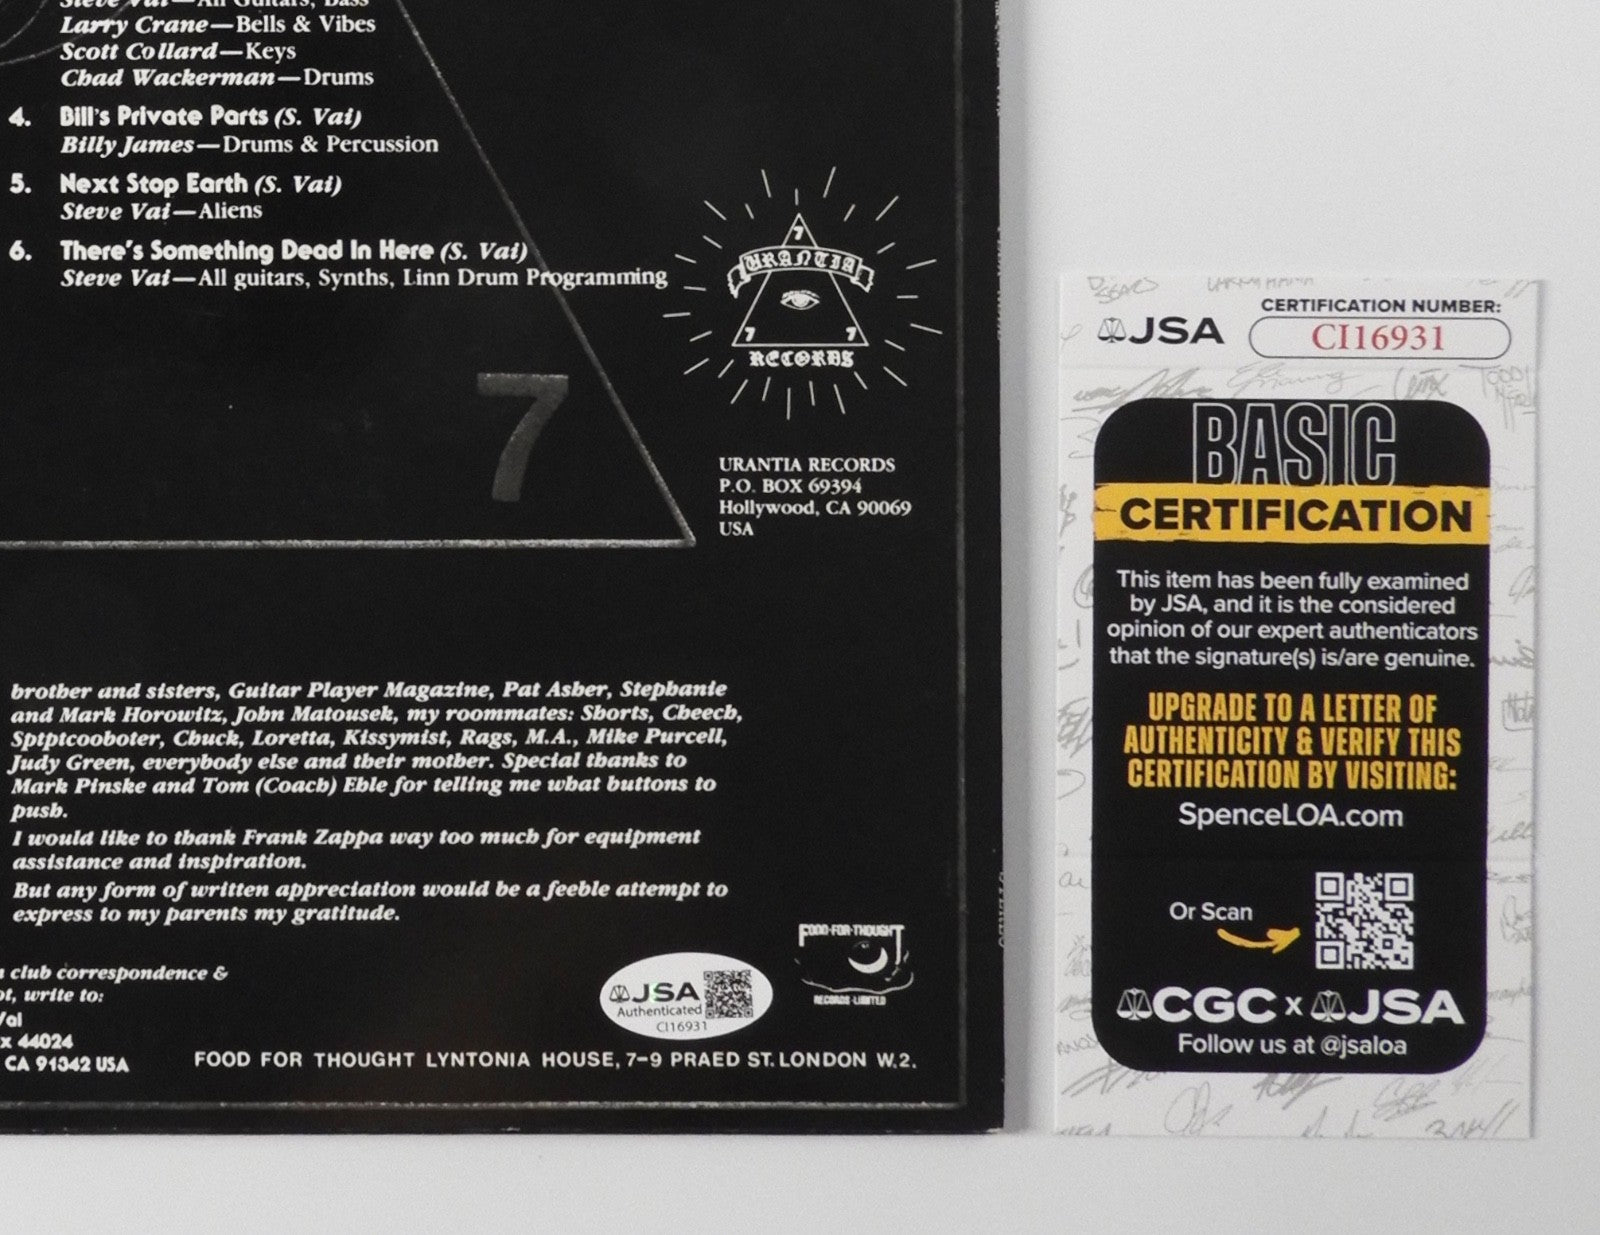 Steve Vai—All Guitars, Bass
Larry Crane—Bells & Vibes
Scott Collard—Keys
Chad Wackerman—Drums
4. Bill's Private Parts (S. Vai)
Billy James—Drums & Percussion
5. Next Stop Earth (S. Vai)
Steve Vai—Aliens
6. There's Something Dead In Here (S. Vai)
Steve Vai—All guitars, Synths, Linn Drum Programming
7
URANTIA
7 7
RECORDS
7
URANTIA RECORDS
P.O. BOX 69394
Hollywood, CA 90069
USA
brother and sisters, Guitar Player Magazine, Pat Asher, Stephanie
and Mark Horowitz, John Matousek, my roommates: Shorts, Cheech,
Sptptcooboter, Chuck, Loretta, Kissymist, Rags, M.A., Mike Purcell,
Judy Green, everybody else and their mother. Special thanks to
Mark Pinske and Tom (Coach) Eble for telling me what buttons to
push.
I would like to thank Frank Zappa way too much for equipment
assistance and inspiration.
But any form of written appreciation would be a feeble attempt to
express to my parents my gratitude.
club correspondence &
write to:
x 44024
CA 91342 USA
JSA
Authenticated
CI16931
FOOD·FOR·THOUGHT
RECORDS·LIMITED
FOOD FOR THOUGHT LYNTONIA HOUSE, 7-9 PRAED ST. LONDON W.2.
JSA
CERTIFICATION NUMBER:
CI16931
BASIC
CERTIFICATION
This item has been fully examined
by JSA, and it is the considered
opinion of our expert authenticators
that the signature(s) is/are genuine.
UPGRADE TO A LETTER OF
AUTHENTICITY & VERIFY THIS
CERTIFICATION BY VISITING:
SpenceLOA.com
Or Scan
CGC x JSA
Follow us at @jsaloa